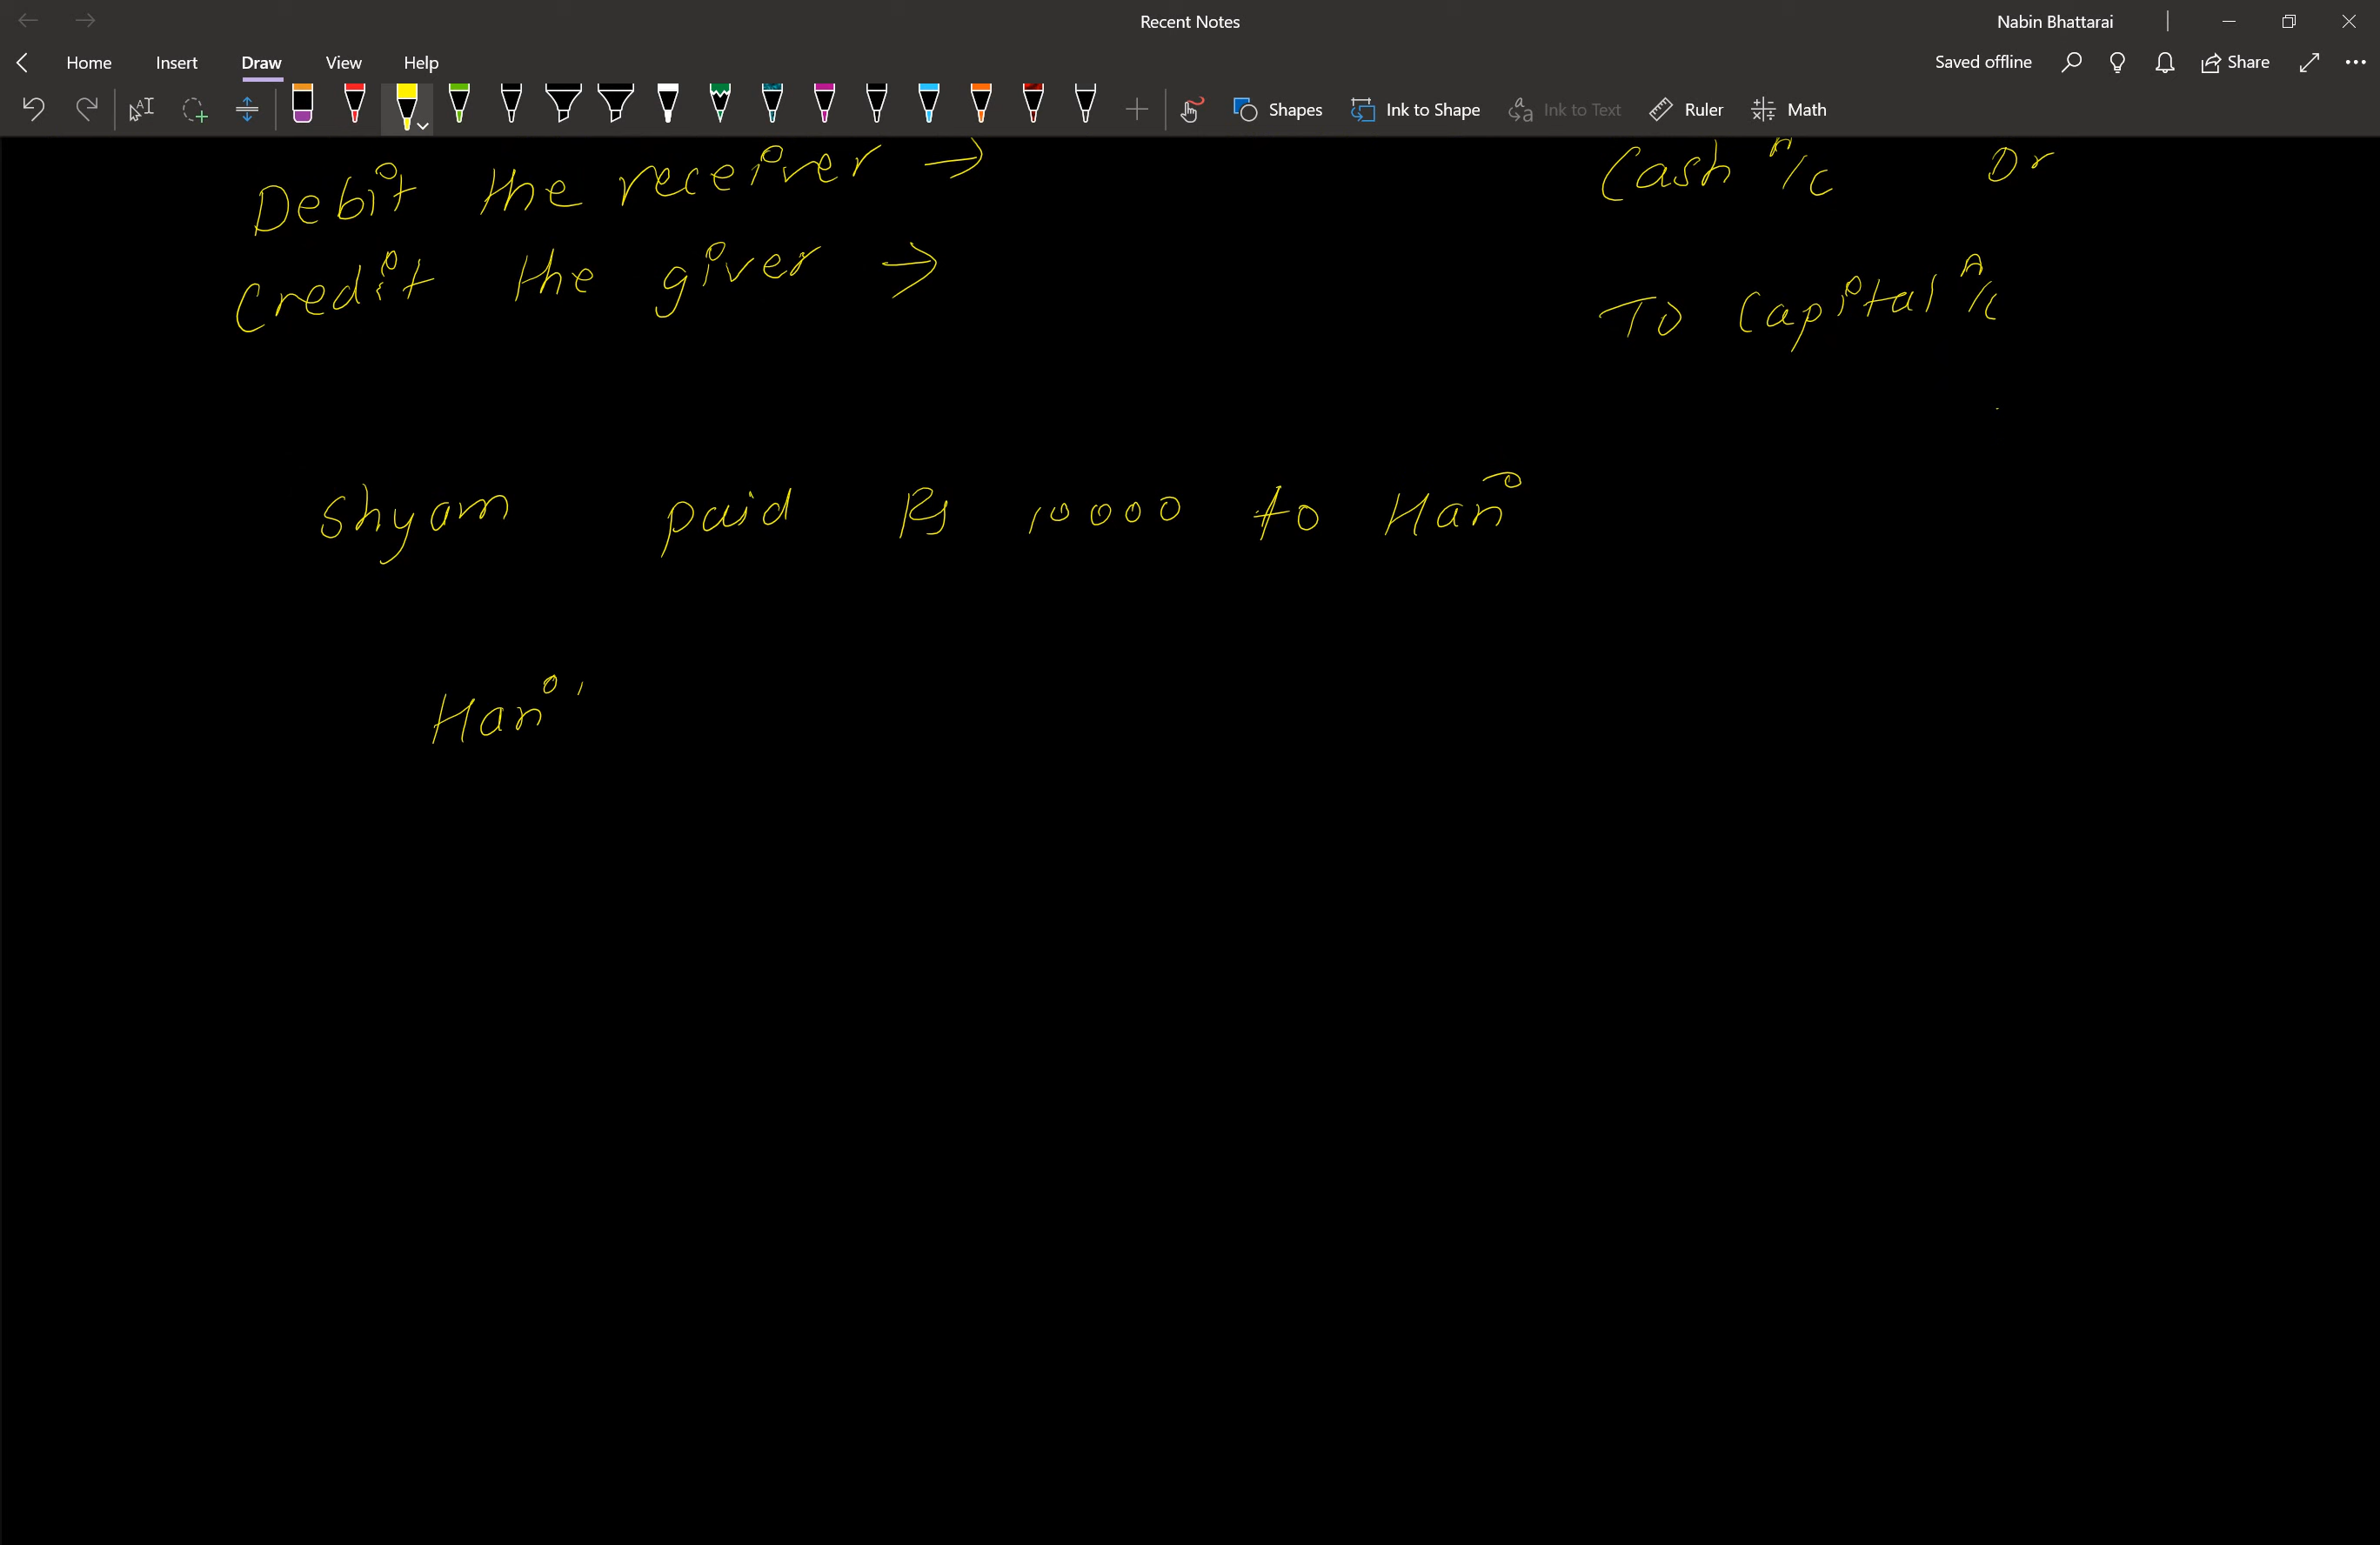 Recent Notes
Nabin Bhattarai
Home Insert Draw View Help
Saved offline
Share
Shapes
Ink to Shape
Ink to Text
Ruler
Math
Debit the receiver →
Cash A/c Dr
Credit the giver →
To Capital A/c
Shyam paid Rs 10000 to Hari
Hari